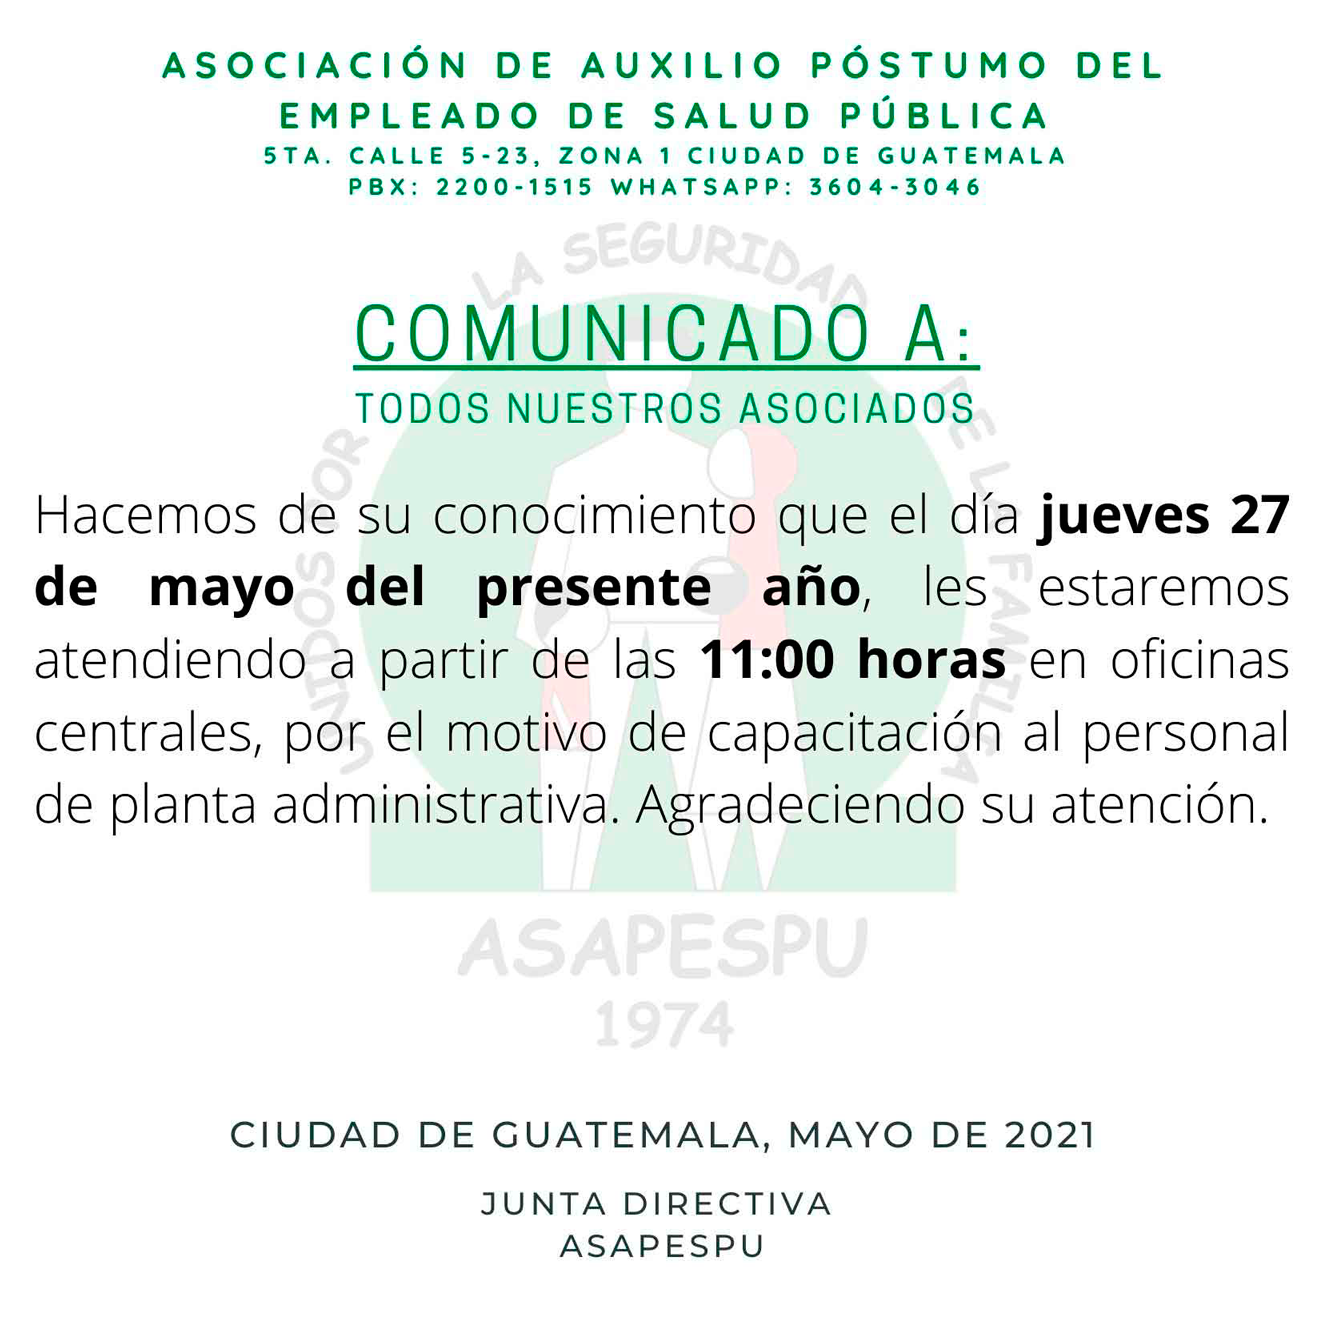 ASOCIACIÓN DE AUXILIO PÓSTUMO DEL
EMPLEADO DE SALUD PÚBLICA
5TA. CALLE 5-23, ZONA 1 CIUDAD DE GUATEMALA
PBX: 2200-1515 WHATSAPP: 3604-3046
UNIDOS POR LA SEGURIDAD DE LA FAMILIA
COMUNICADO A:
TODOS NUESTROS ASOCIADOS
Hacemos de su conocimiento que el día jueves 27
de mayo del presente año, les estaremos
atendiendo a partir de las 11:00 horas en oficinas
centrales, por el motivo de capacitación al personal
de planta administrativa. Agradeciendo su atención.
ASAPESPU
1974
CIUDAD DE GUATEMALA, MAYO DE 2021
JUNTA DIRECTIVA
ASAPESPU